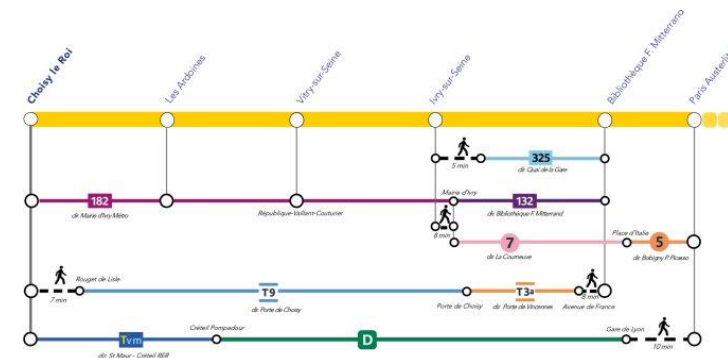 Choisy le Roi
Les Ardoines
Vitry-sur-Seine
Ivry-sur-Seine
Bibliothèque F. Mitterrand
Paris Austerlitz
5 min
325
dir. Quai de la Gare
182
dir. Mairie d'Ivry Métro
République-Vaillant-Couturier
Mairie d'Ivry
132
dir. Bibliothèque F. Mitterrand
8 min
7
dir. La Courneuve
Place d'Italie
5
dir. Bobigny P. Picasso
7 min
Rouget de Lisle
T9
dir. Porte de Choisy
Porte de Choisy
T3a
dir. Porte de Vincennes
8 min
Avenue de France
Tvm
dir. St Maur - Créteil RER
Créteil Pompadour
D
Gare de Lyon
10 min